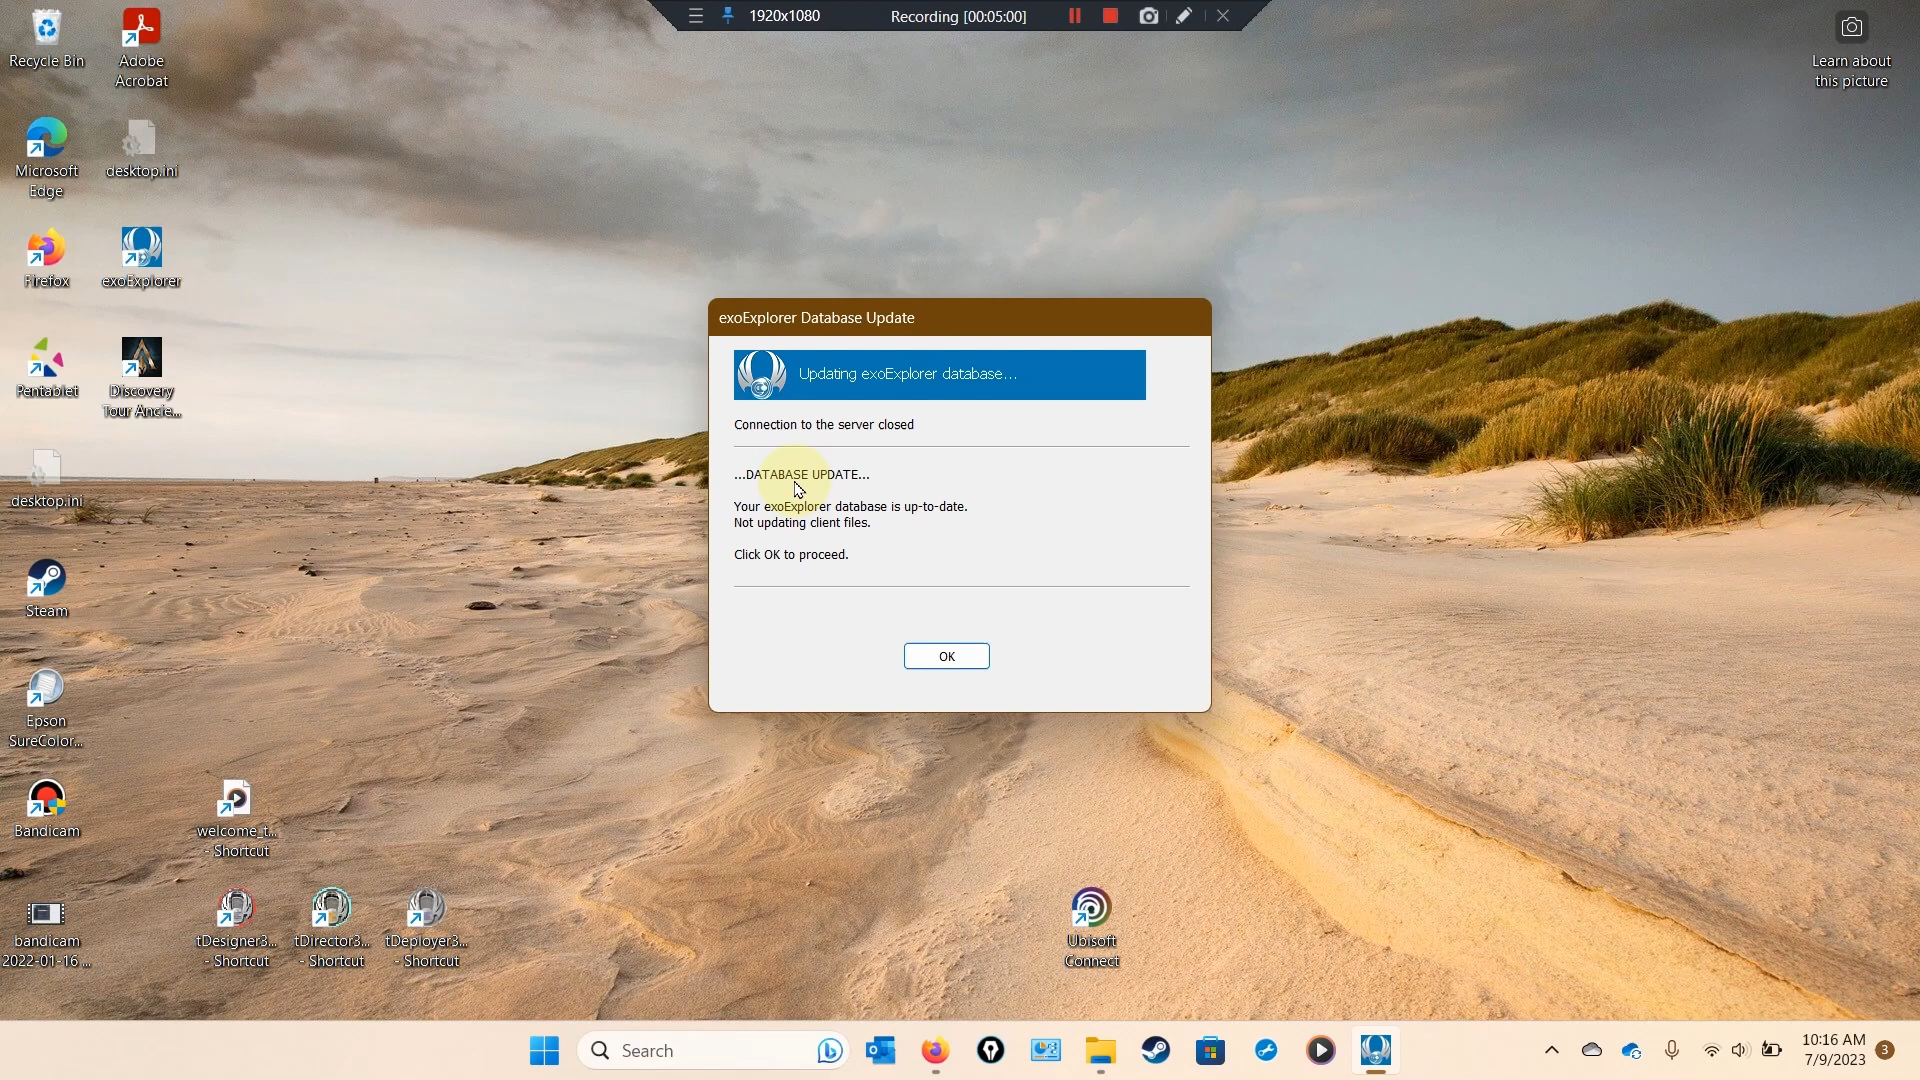 1920x1080
Recording [00:05:00]
Recycle Bin
Adobe
Acrobat
Learn about
this picture
Microsoft
Edge
desktop.ini
Firefox
exoExplorer
Pentablet
Discovery
Tour Ancie...
desktop.ini
Steam
Epson
SureColor...
Bandicam
welcome_t...
- Shortcut
bandicam
2022-01-16 ...
tDesigner3...
- Shortcut
tDirector3...
- Shortcut
tDeployer3...
- Shortcut
Ubisoft
Connect
exoExplorer Database Update
Updating exoExplorer database...
Connection to the server closed
...DATABASE UPDATE...
Your exoExplorer database is up-to-date.
Not updating client files.
Click OK to proceed.
OK
Search
10:16 AM
7/9/2023
3